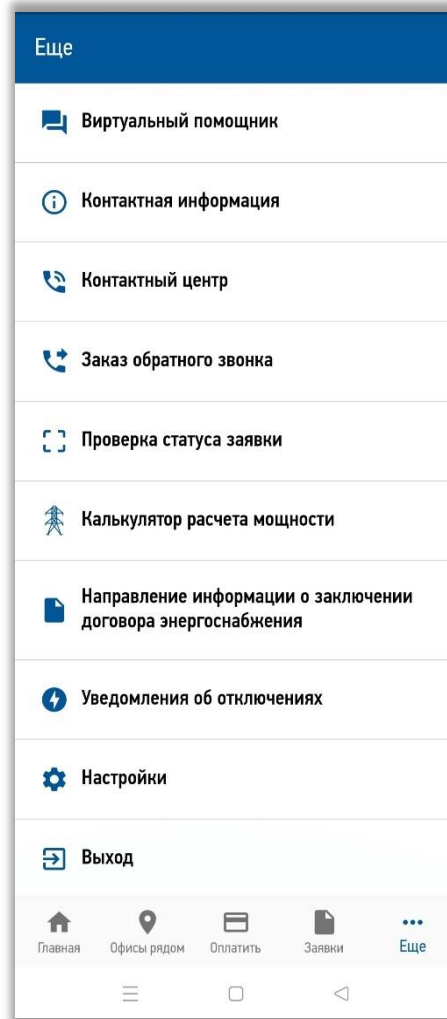 Еще
Виртуальный помощник
Контактная информация
Контактный центр
Заказ обратного звонка
Проверка статуса заявки
Калькулятор расчета мощности
Направление информации о заключении
договора энергоснабжения
Уведомления об отключениях
Настройки
Выход
Главная
Офисы рядом
Оплатить
Заявки
Еще